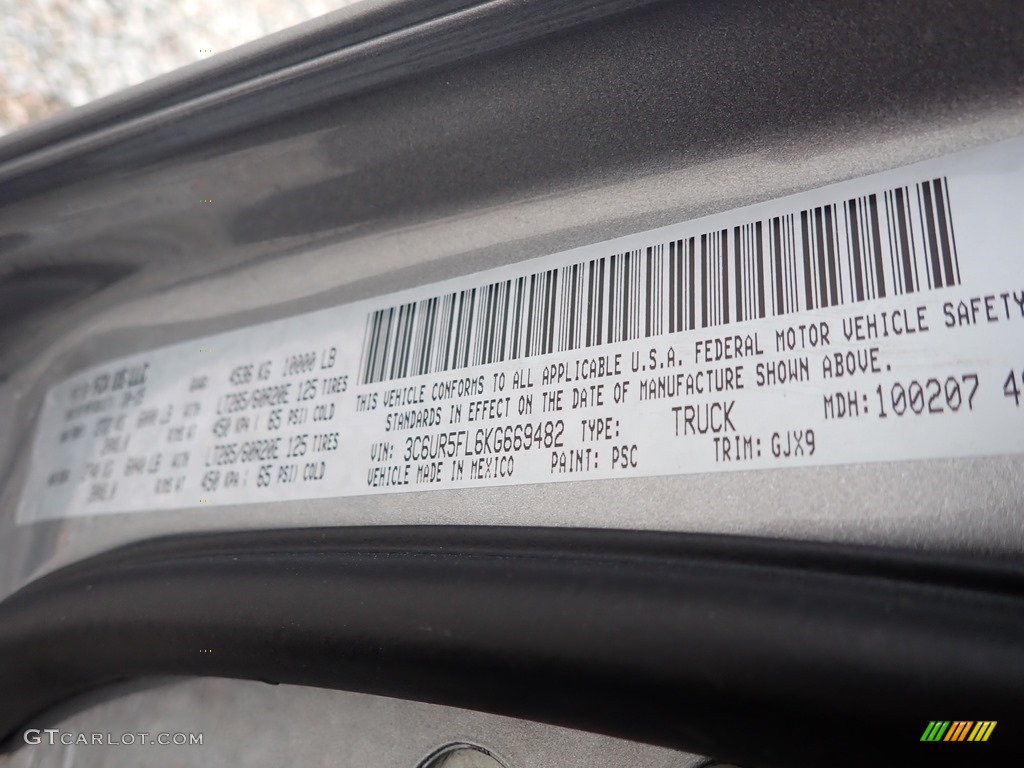 FCA US LLC
4536 KG 10000 LB
LT285/60R20E 125 TIRES
450 KPA ( 65 PSI) COLD
LT285/60R20E 125 TIRES
450 KPA ( 65 PSI) COLD
THIS VEHICLE CONFORMS TO ALL APPLICABLE U.S.A. FEDERAL MOTOR VEHICLE SAFETY
STANDARDS IN EFFECT ON THE DATE OF MANUFACTURE SHOWN ABOVE.
VIN: 3C6UR5FL6KG669482 TYPE: TRUCK MDH:100207
VEHICLE MADE IN MEXICO PAINT: PSC TRIM: GJX9
GTCARLOT.COM